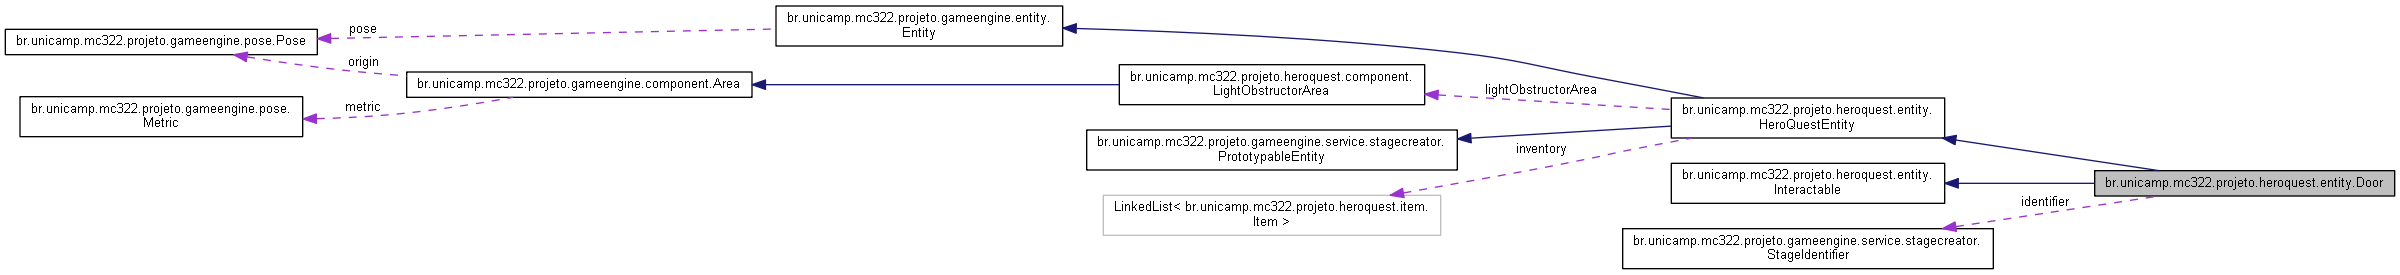 br.unicamp.mc322.projeto.gameengine.pose.Pose
pose
origin
br.unicamp.mc322.projeto.gameengine.pose.
Metric
metric
br.unicamp.mc322.projeto.gameengine.component.Area
br.unicamp.mc322.projeto.gameengine.entity.
Entity
br.unicamp.mc322.projeto.heroquest.component.
LightObstructorArea
br.unicamp.mc322.projeto.gameengine.service.stagecreator.
PrototypableEntity
LinkedList< br.unicamp.mc322.projeto.heroquest.item.
Item >
lightObstructorArea
inventory
br.unicamp.mc322.projeto.heroquest.entity.
HeroQuestEntity
br.unicamp.mc322.projeto.heroquest.entity.
Interactable
br.unicamp.mc322.projeto.gameengine.service.stagecreator.
StageIdentifier
identifier
br.unicamp.mc322.projeto.heroquest.entity.Door